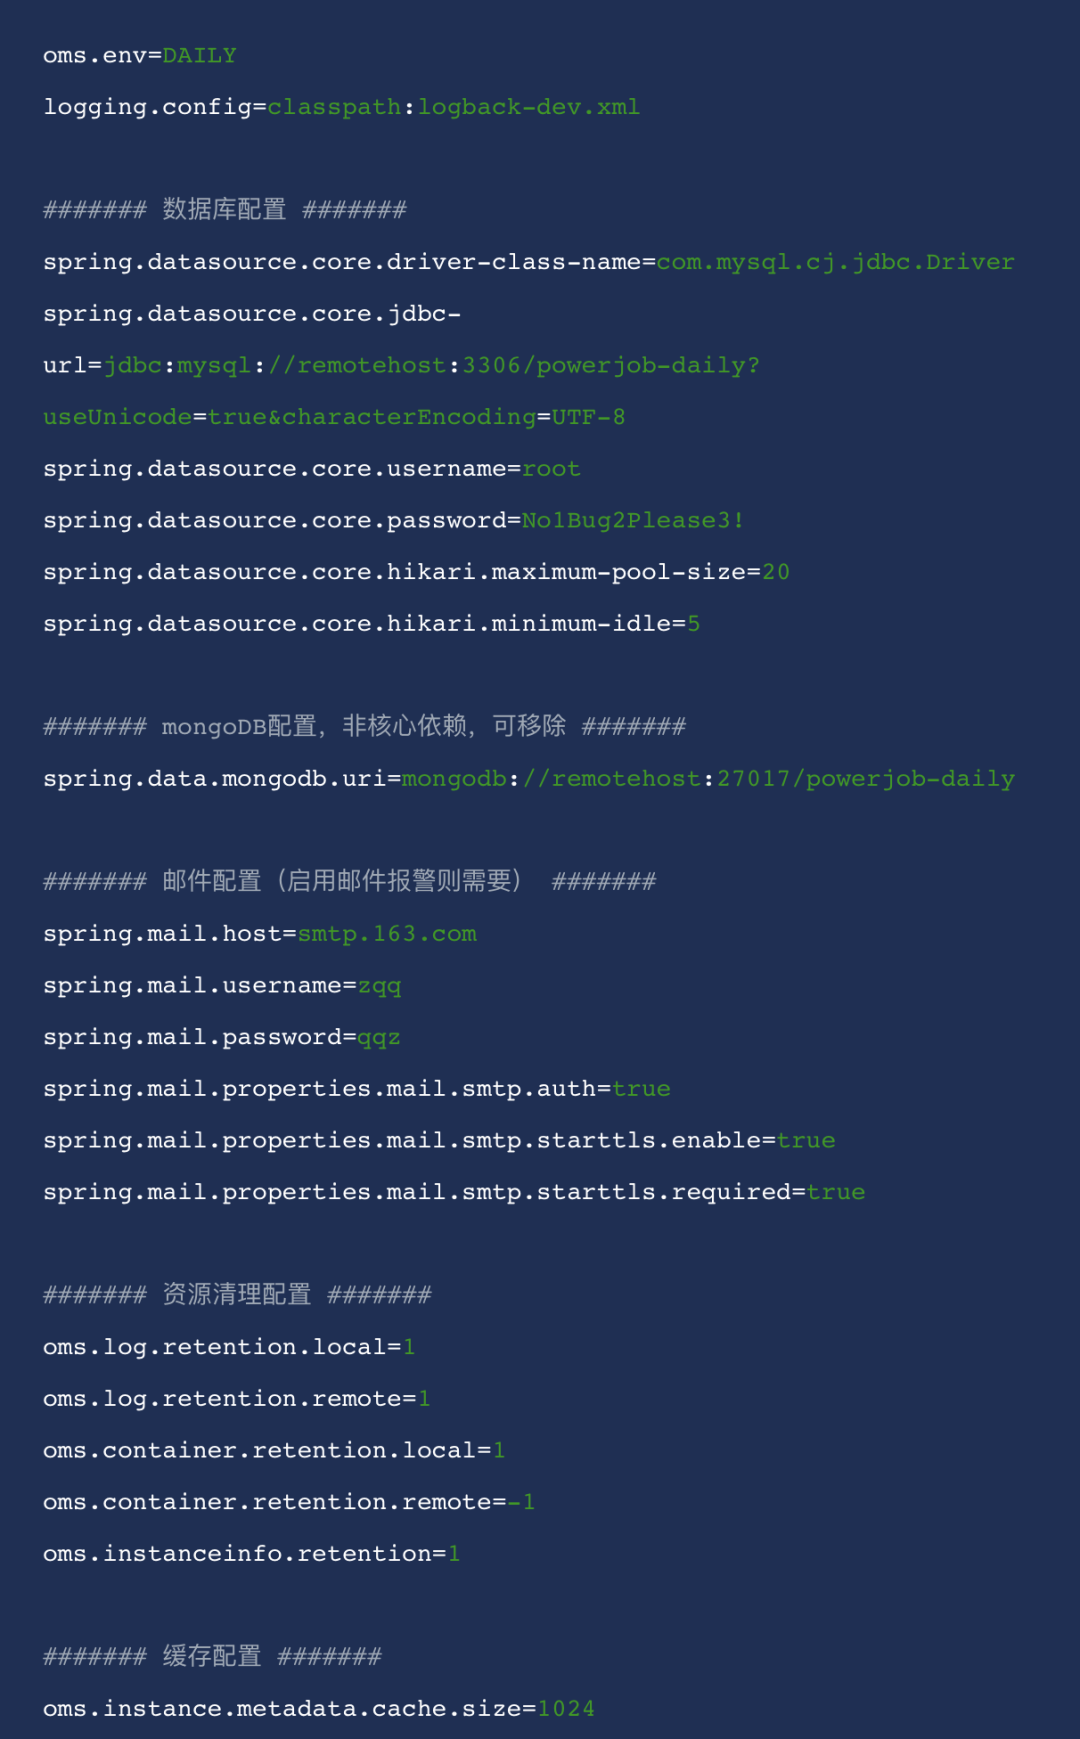 oms.env=DAILY
logging.config=classpath:logback-dev.xml
####### 数据库配置 #######
spring.datasource.core.driver-class-name=com.mysql.cj.jdbc.Driver
spring.datasource.core.jdbc-
url=jdbc:mysql://remotehost:3306/powerjob-daily?
useUnicode=true&characterEncoding=UTF-8
spring.datasource.core.username=root
spring.datasource.core.password=No1Bug2Please3!
spring.datasource.core.hikari.maximum-pool-size=20
spring.datasource.core.hikari.minimum-idle=5
####### mongoDB配置，非核心依赖，可移除 #######
spring.data.mongodb.uri=mongodb://remotehost:27017/powerjob-daily
####### 邮件配置（启用邮件报警则需要） #######
spring.mail.host=smtp.163.com
spring.mail.username=zqq
spring.mail.password=qqz
spring.mail.properties.mail.smtp.auth=true
spring.mail.properties.mail.smtp.starttls.enable=true
spring.mail.properties.mail.smtp.starttls.required=true
####### 资源清理配置 #######
oms.log.retention.local=1
oms.log.retention.remote=1
oms.container.retention.local=1
oms.container.retention.remote=-1
oms.instanceinfo.retention=1
####### 缓存配置 #######
oms.instance.metadata.cache.size=1024